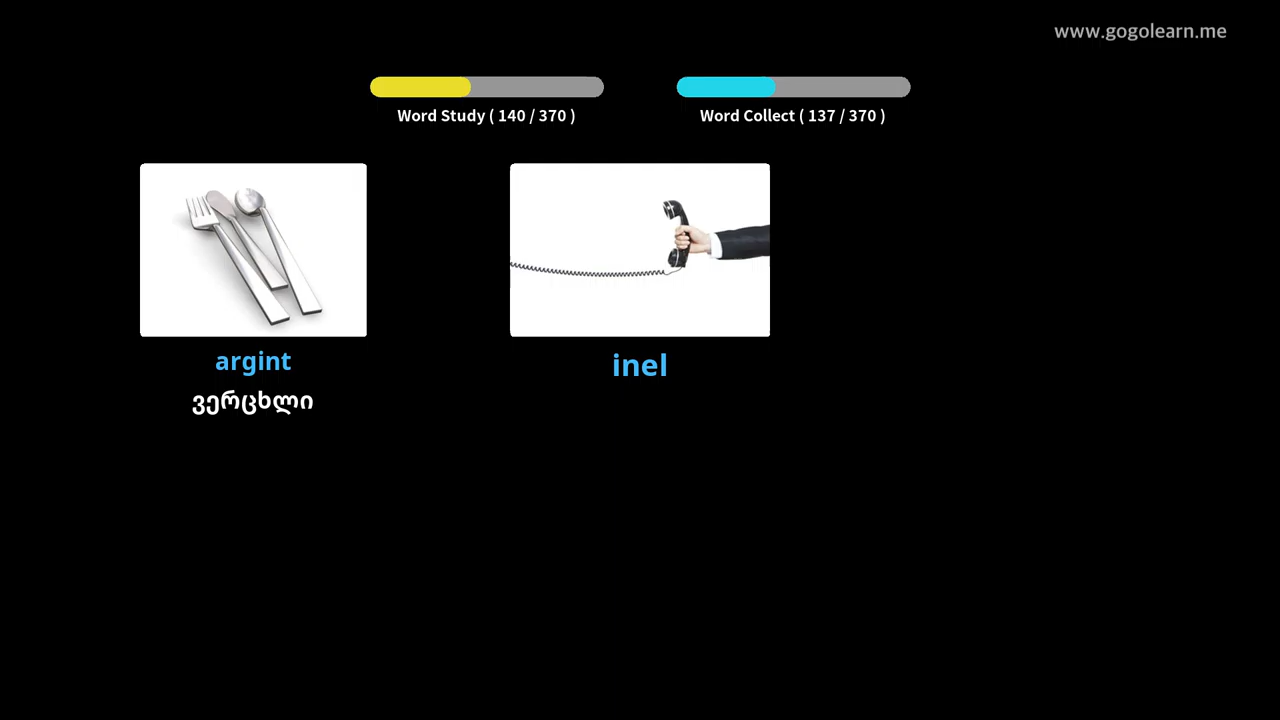 www.gogolearn.me
Word Study ( 140 / 370 )
Word Collect ( 137 / 370 )
argint
ვერცხლი
inel